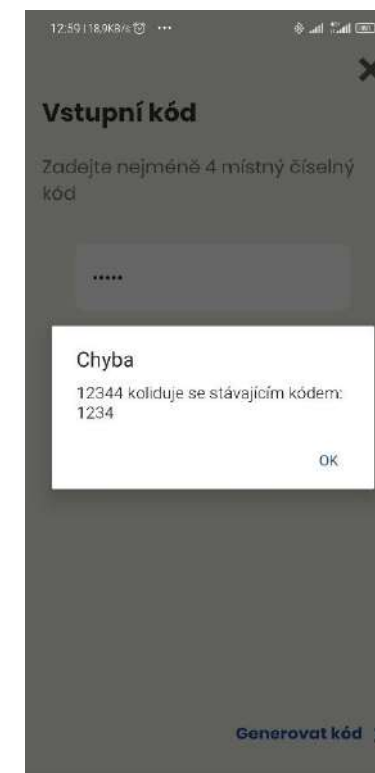 12:59 | 18,9KB/s ···
Vstupní kód
Zadejte nejméně 4 místný číselný
kód
•••••
Chyba
12344 koliduje se stávajícím kódem:
1234
OK
Generovat kód